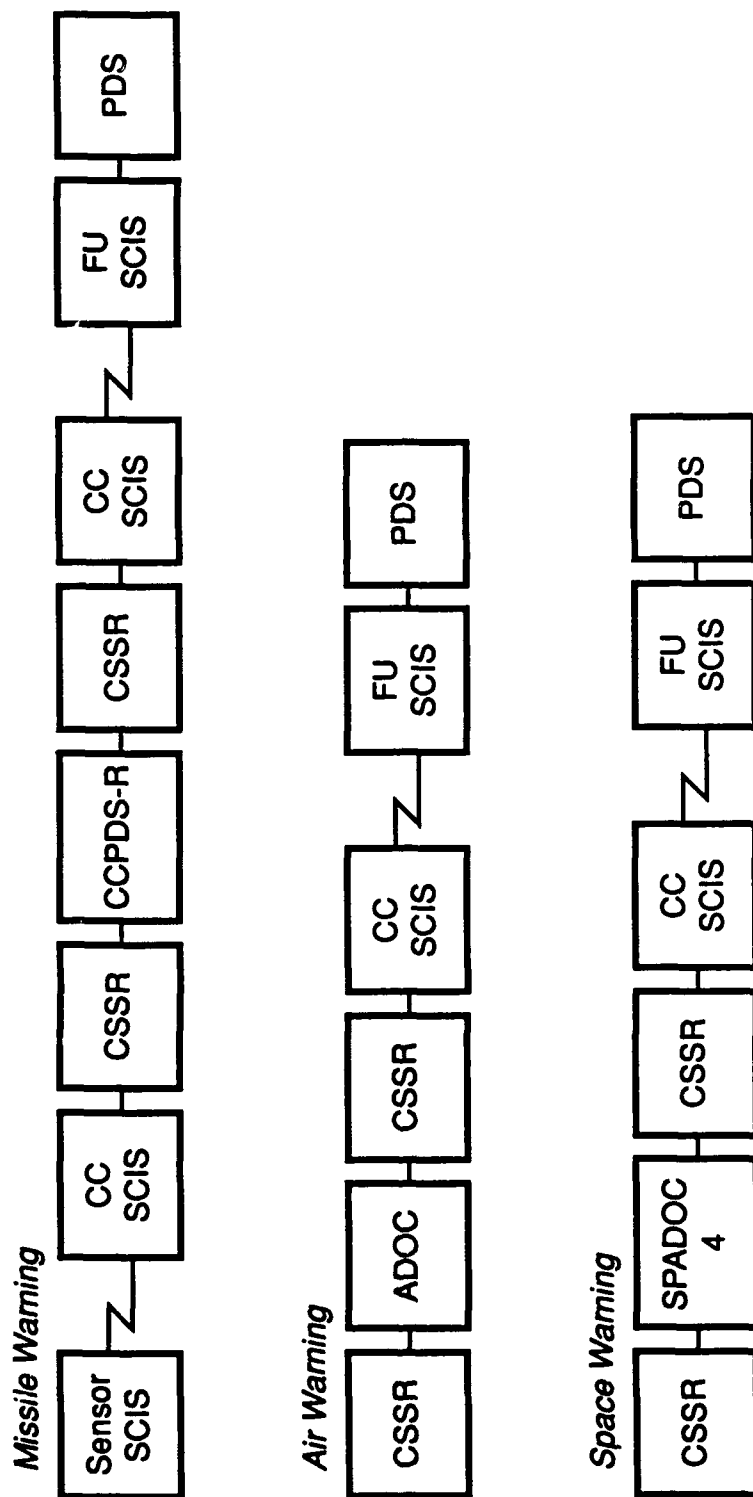 Missile Warning
Sensor
SCIS
CC
SCIS
CSSR
CCPDS-R
CSSR
CC
SCIS
FU
SCIS
PDS
Air Warning
CSSR
ADOC
CSSR
CC
SCIS
FU
SCIS
PDS
Space Warning
CSSR
SPADOC
4
CSSR
CC
SCIS
FU
SCIS
PDS